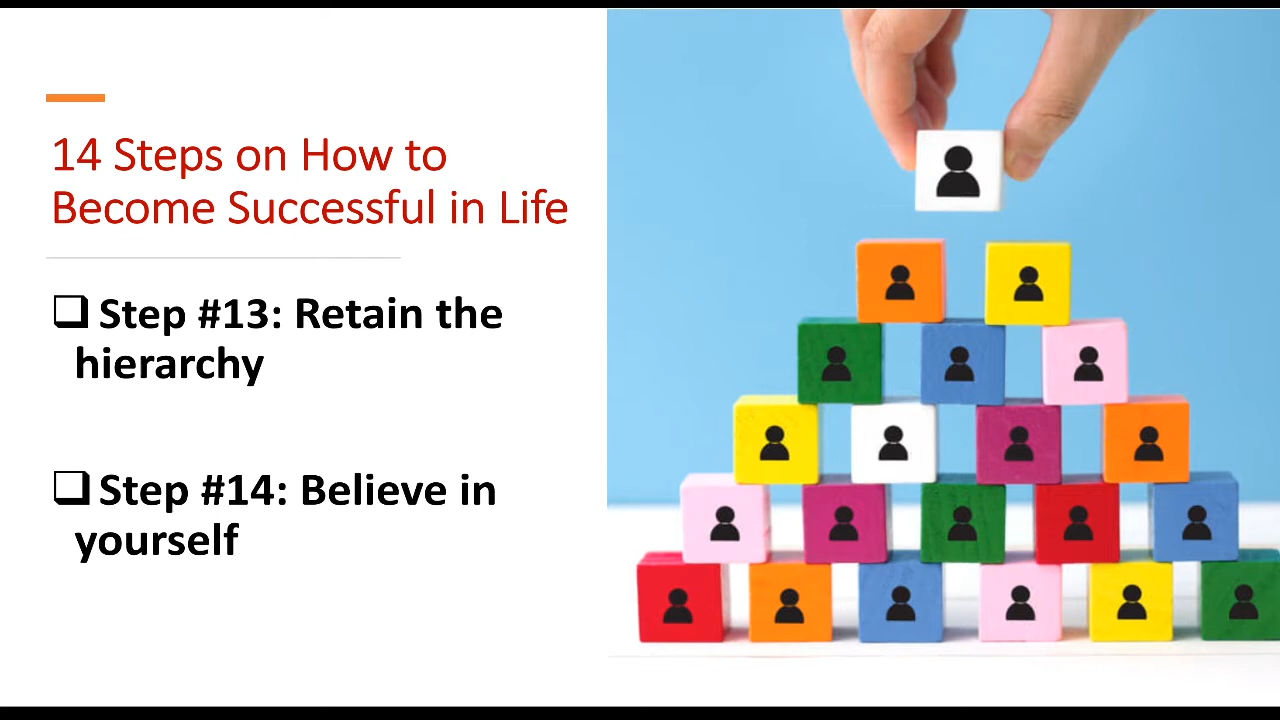 14 Steps on How to
Become Successful in Life
Step #13: Retain the
hierarchy
Step #14: Believe in
yourself